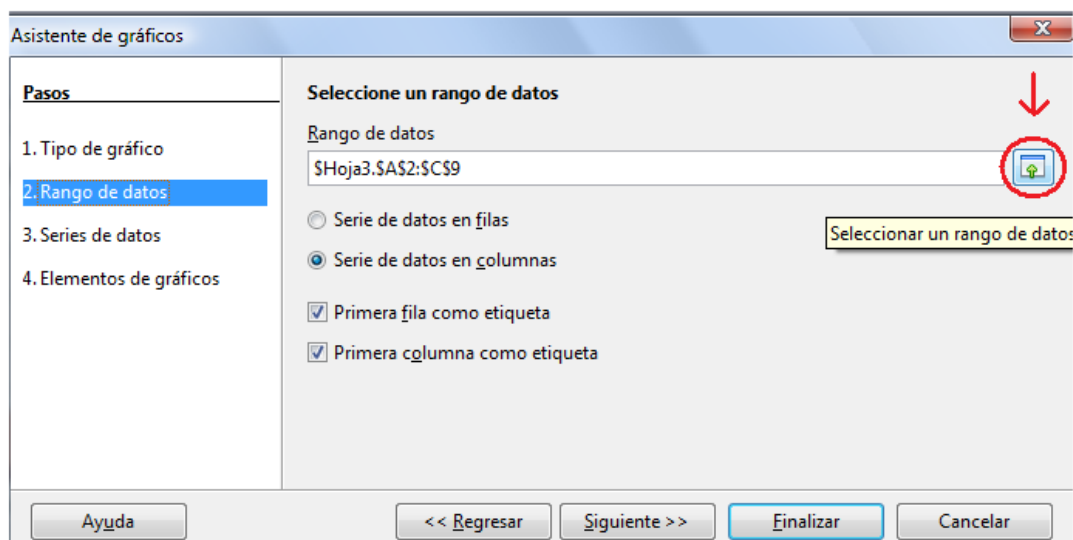 Asistente de gráficos
Pasos
1. Tipo de gráfico
2. Rango de datos
3. Series de datos
4. Elementos de gráficos
Seleccione un rango de datos
Rango de datos
$Hoja3.$A$2:$C$9
Serie de datos en filas
Seleccionar un rango de datos
Serie de datos en columnas
Primera fila como etiqueta
Primera columna como etiqueta
Ayuda
<< Regresar
Siguiente >>
Finalizar
Cancelar